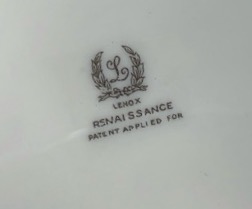 L
LENOX
RENAISSANCE
PATENT APPLIED FOR